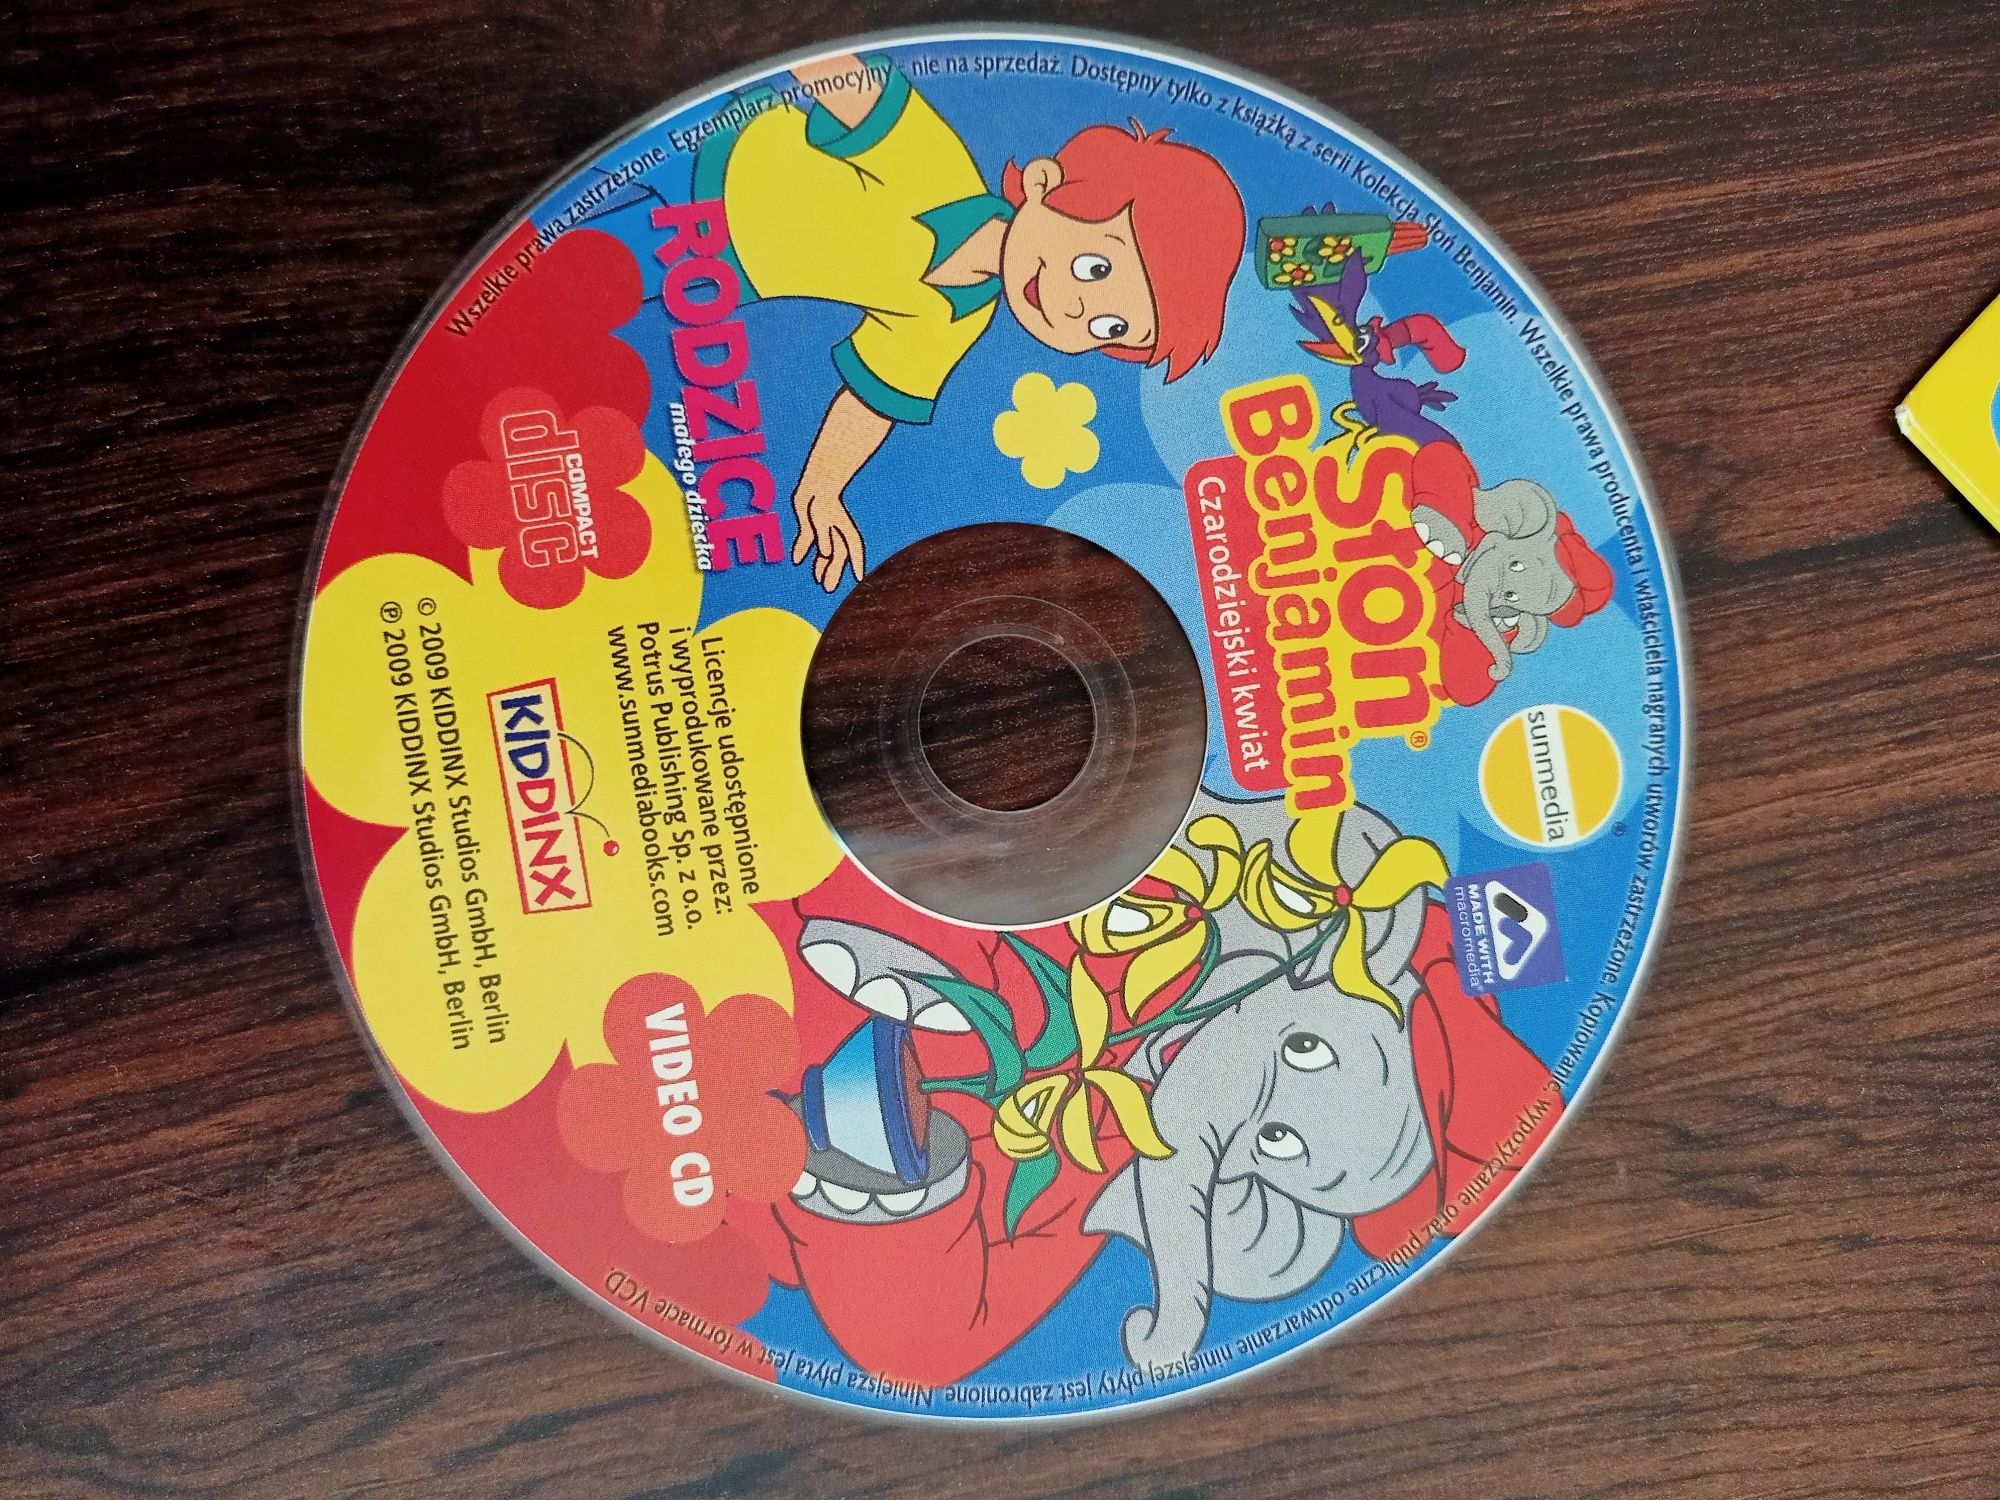 Słoń
Benjamin®
Czarodziejski kwiat
sunmedia®
MADE WITH
macromedia®
RODZICE
małego dziecka
COMPACT
disc
VIDEO CD
Licencje udostępnione
i wyprodukowane przez:
Potrus Publishing Sp. z o.o.
www.sunmediabooks.com
KIDDINX
© 2009 KIDDINX Studios GmbH, Berlin
℗ 2009 KIDDINX Studios GmbH, Berlin
Wszelkie prawa zastrzeżone. Egzemplarz promocyjny - nie na sprzedaż. Dostępny tylko z książką z serii Kolekcja Słoń Benjamin. Wszelkie prawa producenta i właściciela nagranych utworów zastrzeżone. Kopiowanie, wypożyczanie oraz publiczne odtwarzanie niniejszej płyty jest zabronione. Niniejsza płyta jest w formacie VCD.